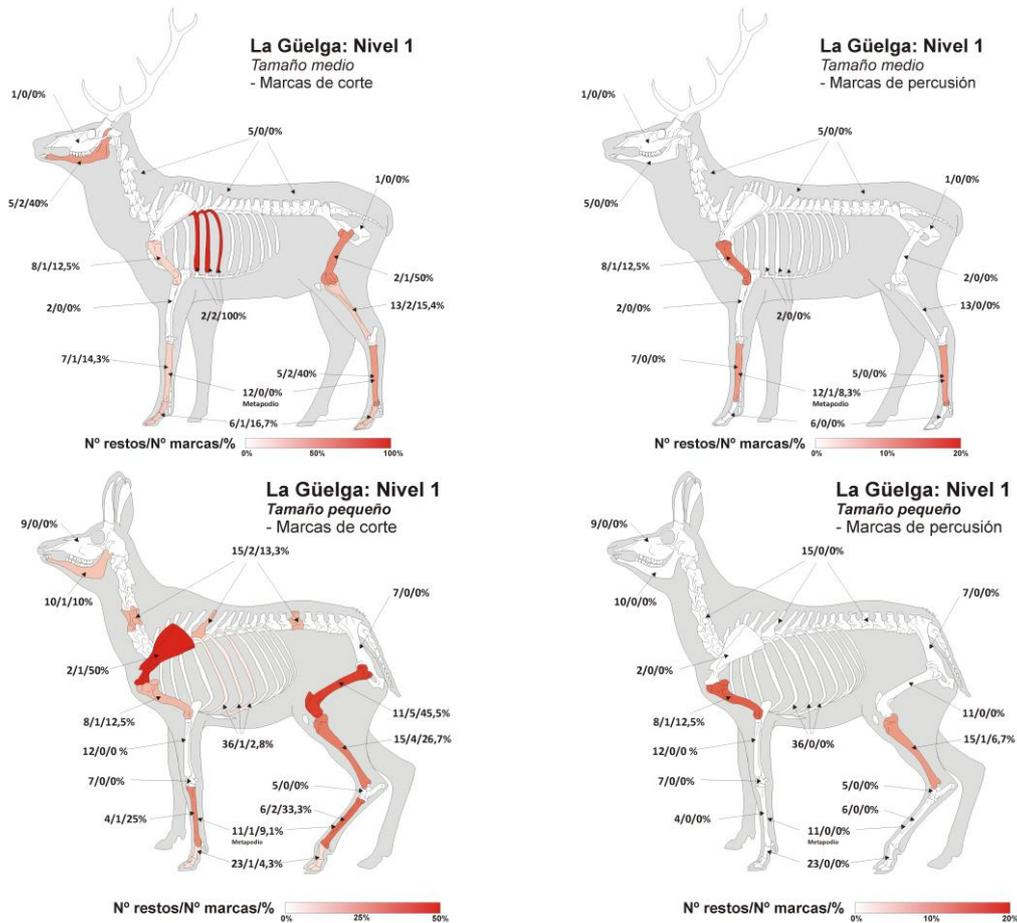 La Güelga: Nivel 1
Tamaño medio
- Marcas de corte
1/0/0%
5/0/0%
1/0/0%
5/2/40%
8/1/12,5%
2/1/50%
2/0/0%
13/2/15,4%
2/2/100%
7/1/14,3%
5/2/40%
12/0/0%
Metapodio
6/1/16,7%
Nº restos/Nº marcas/%
0% 50% 100%
La Güelga: Nivel 1
Tamaño medio
- Marcas de percusión
1/0/0%
5/0/0%
1/0/0%
5/0/0%
8/1/12,5%
2/0/0%
2/0/0%
13/0/0%
2/0/0%
7/0/0%
5/0/0%
12/1/8,3%
Metapodio
6/0/0%
Nº restos/Nº marcas/%
0% 10% 20%
La Güelga: Nivel 1
Tamaño pequeño
- Marcas de corte
9/0/0%
15/2/13,3%
10/1/10%
7/0/0%
2/1/50%
8/1/12,5%
11/5/45,5%
36/1/2,8%
15/4/26,7%
12/0/0 %
7/0/0%
5/0/0%
6/2/33,3%
4/1/25%
11/1/9,1%
Metapodio
23/1/4,3%
Nº restos/Nº marcas/%
0% 25% 50%
La Güelga: Nivel 1
Tamaño pequeño
- Marcas de percusión
9/0/0%
15/0/0%
10/0/0%
7/0/0%
2/0/0%
8/1/12,5%
11/0/0%
36/0/0%
15/1/6,7%
12/0/0 %
7/0/0%
5/0/0%
6/0/0%
4/0/0%
11/0/0%
Metapodio
23/0/0%
Nº restos/Nº marcas/%
0% 10% 20%